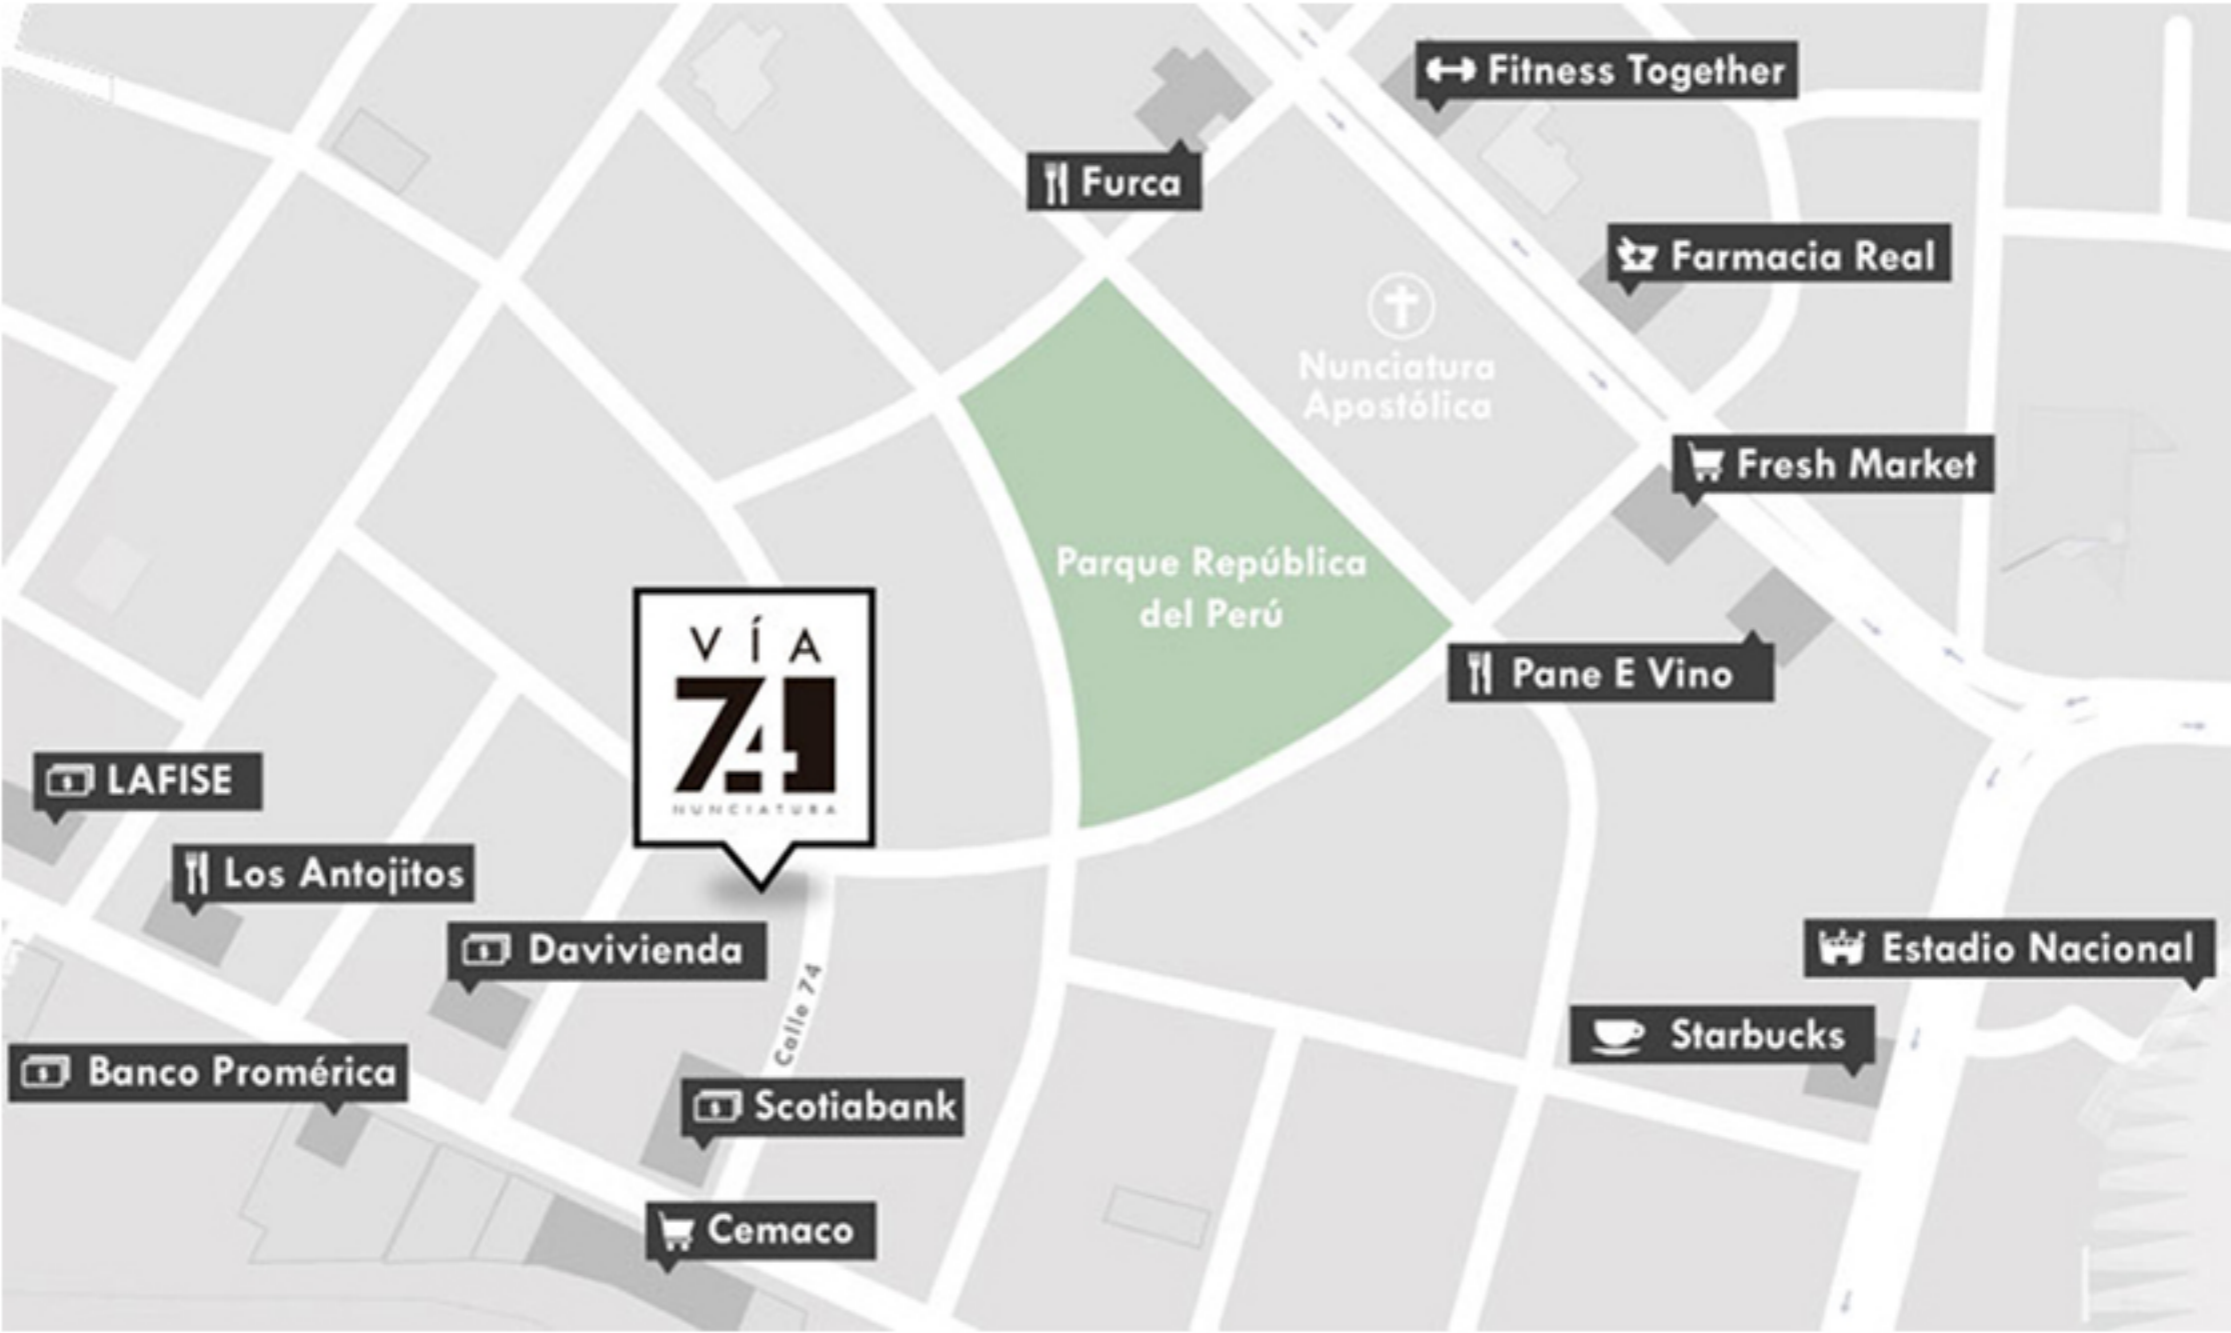 Fitness Together
Furca
Farmacia Real
Nunciatura
Apostólica
Fresh Market
Parque República
del Perú
VÍA
74
NUNCIATURA
Pane E Vino
LAFISE
Los Antojitos
Davivienda
Estadio Nacional
Calle 74
Starbucks
Banco Promérica
Scotiabank
Cemaco